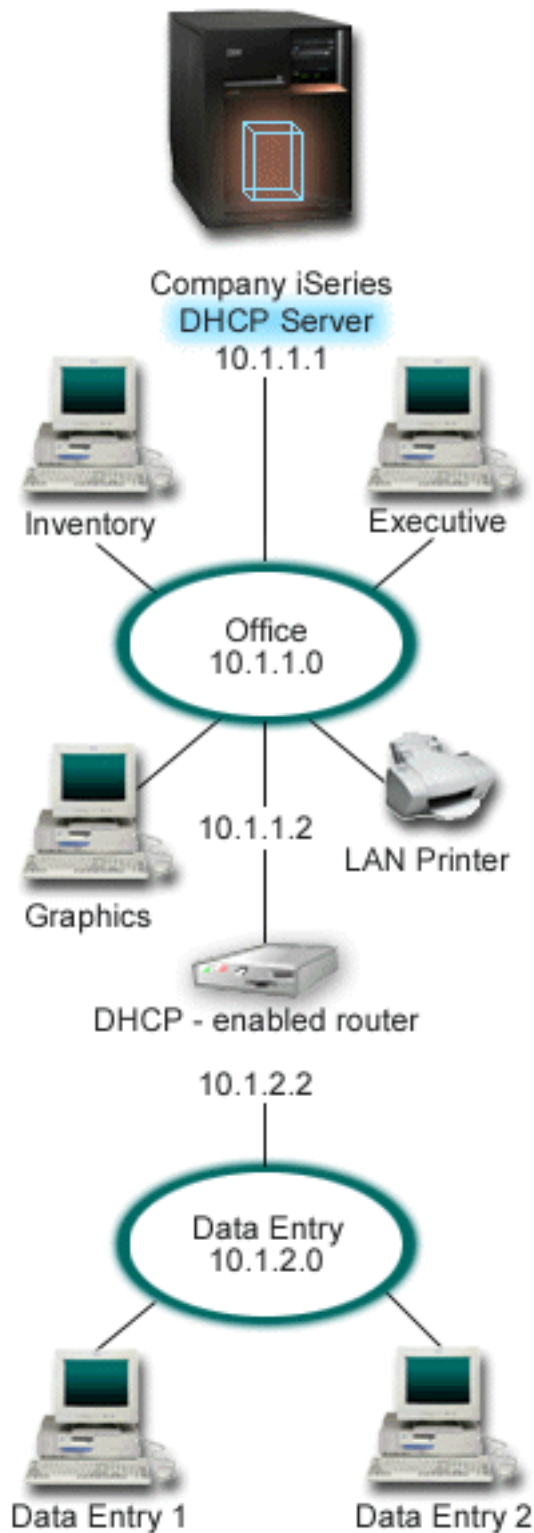 IBM
Company iSeries
DHCP Server
10.1.1.1
Inventory
Executive
Office
10.1.1.0
Graphics
10.1.1.2
LAN Printer
DHCP - enabled router
10.1.2.2
Data Entry
10.1.2.0
Data Entry 1
Data Entry 2